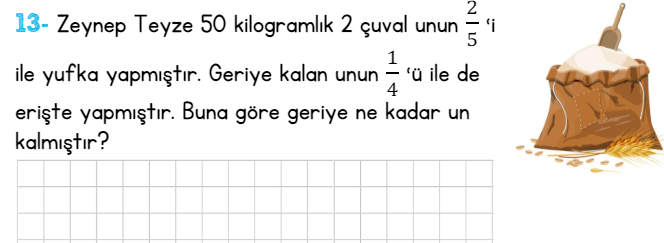 13- Zeynep Teyze 50 kilogramlık 2 çuval unun 2/5 ‘i
ile yufka yapmıştır. Geriye kalan unun 1/4 ‘ü ile de
erişte yapmıştır. Buna göre geriye ne kadar un
kalmıştır?